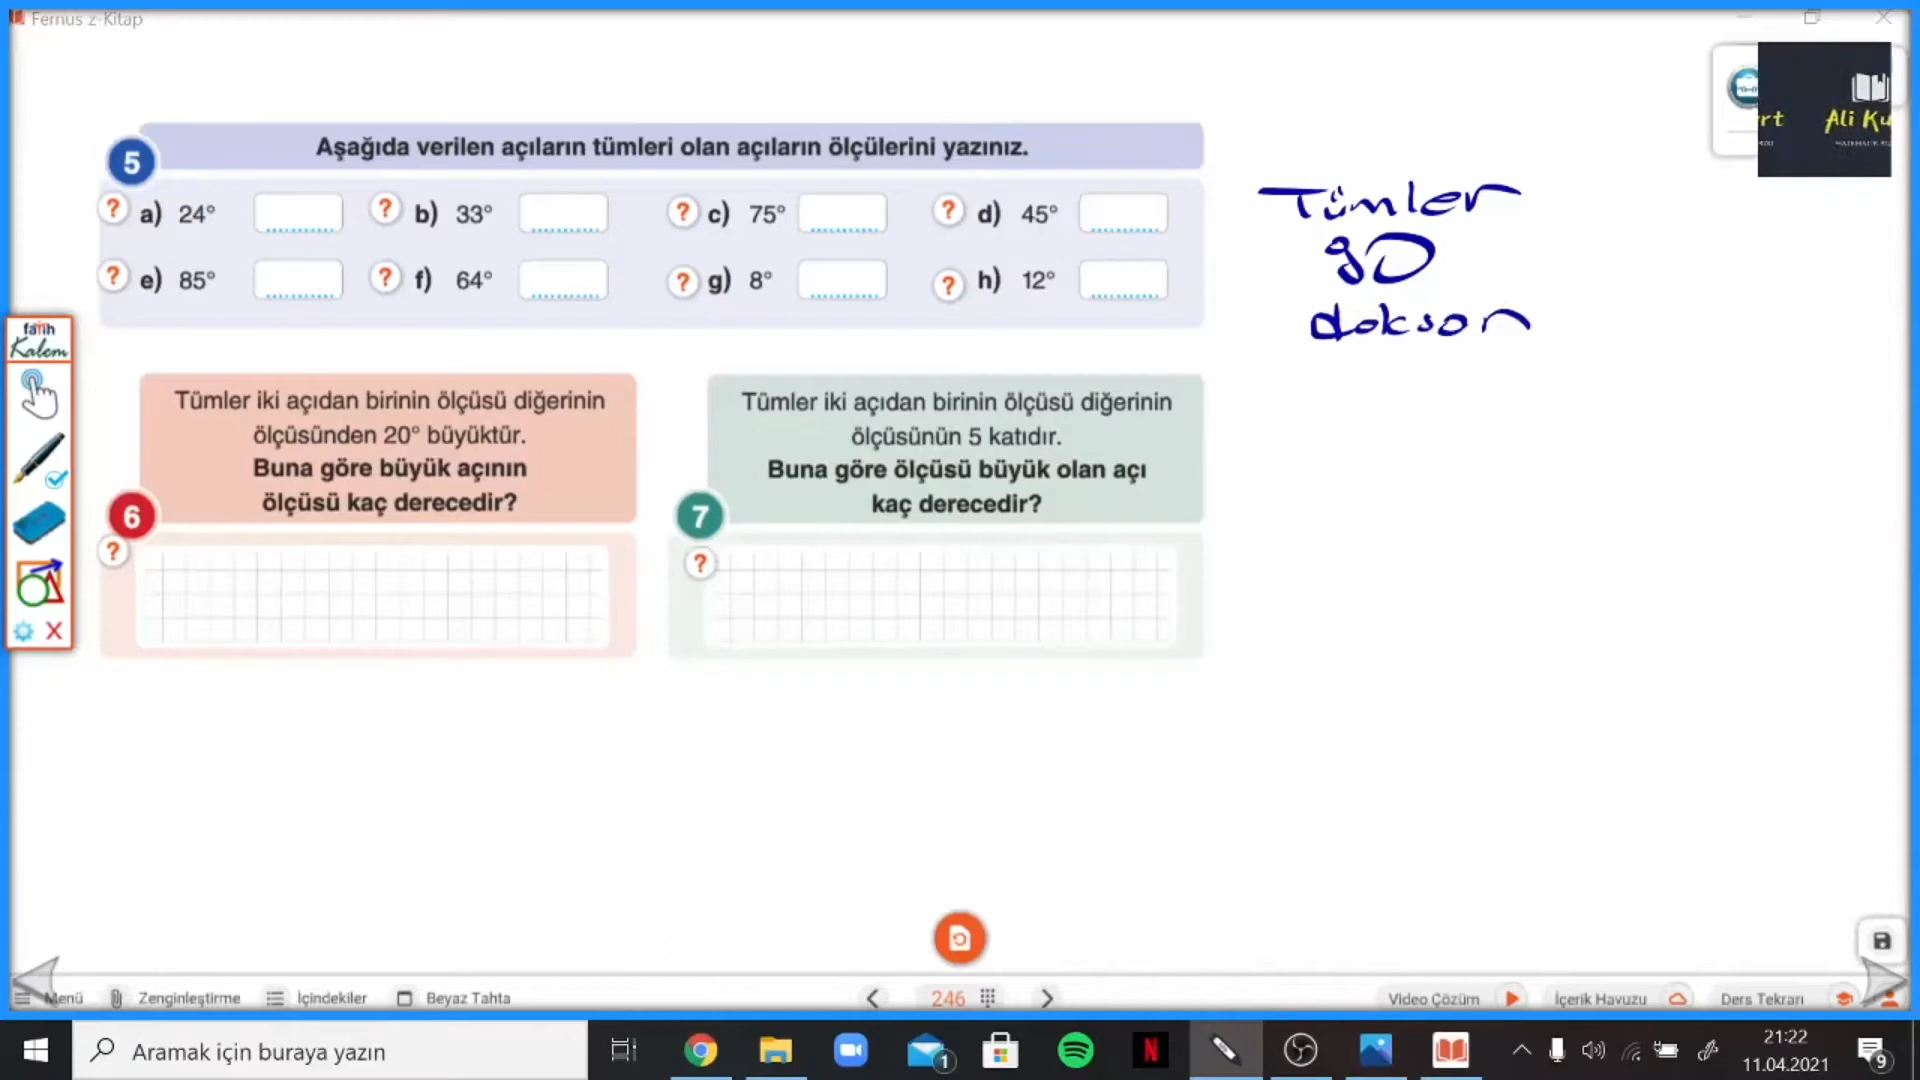 Fernus z-Kitap
Ali Ku
rt
5
Aşağıda verilen açıların tümleri olan açıların ölçülerini yazınız.
? a) 24° ? b) 33° ? c) 75° ? d) 45°
? e) 85° ? f) 64° ? g) 8° ? h) 12°
Tümler
90
doksan
fatih
Kalem
Tümler iki açıdan birinin ölçüsü diğerinin
ölçüsünden 20° büyüktür.
Buna göre büyük açının
ölçüsü kaç derecedir?
6
?
Tümler iki açıdan birinin ölçüsü diğerinin
ölçüsünün 5 katıdır.
Buna göre ölçüsü büyük olan açı
kaç derecedir?
7
?
Menü Zenginleştirme İçindekiler Beyaz Tahta 246 Video Çözüm İçerik Havuzu Ders Tekrarı
Aramak için buraya yazın
1
N
21:22
11.04.2021
9